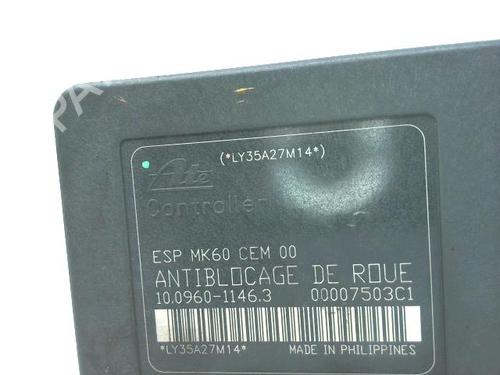 (*LY35A27M14*)
Ate
Controller
ESP MK60 CEM 00
ANTIBLOCAGE DE ROUE
10.0960-1146.3 00007503C1
*LY35A27M14* MADE IN PHILIPPINES